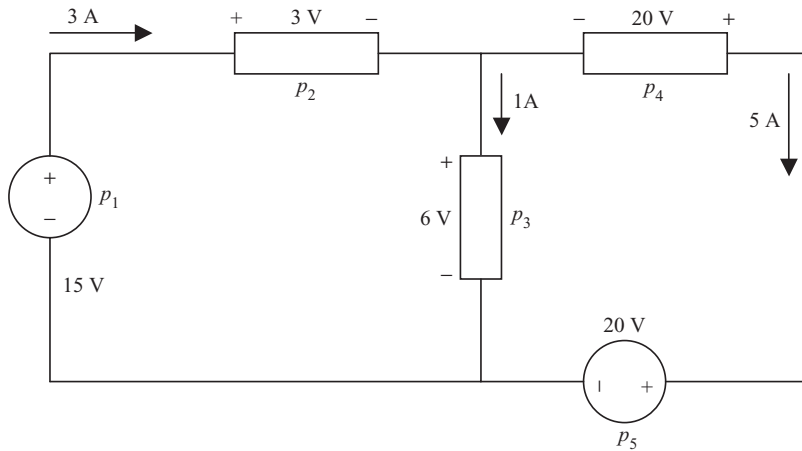 3 A
+ 3 V −
− 20 V +
p2
p4
1A
5 A
+
+
− p1
6 V p3
−
15 V
20 V
− +
p5